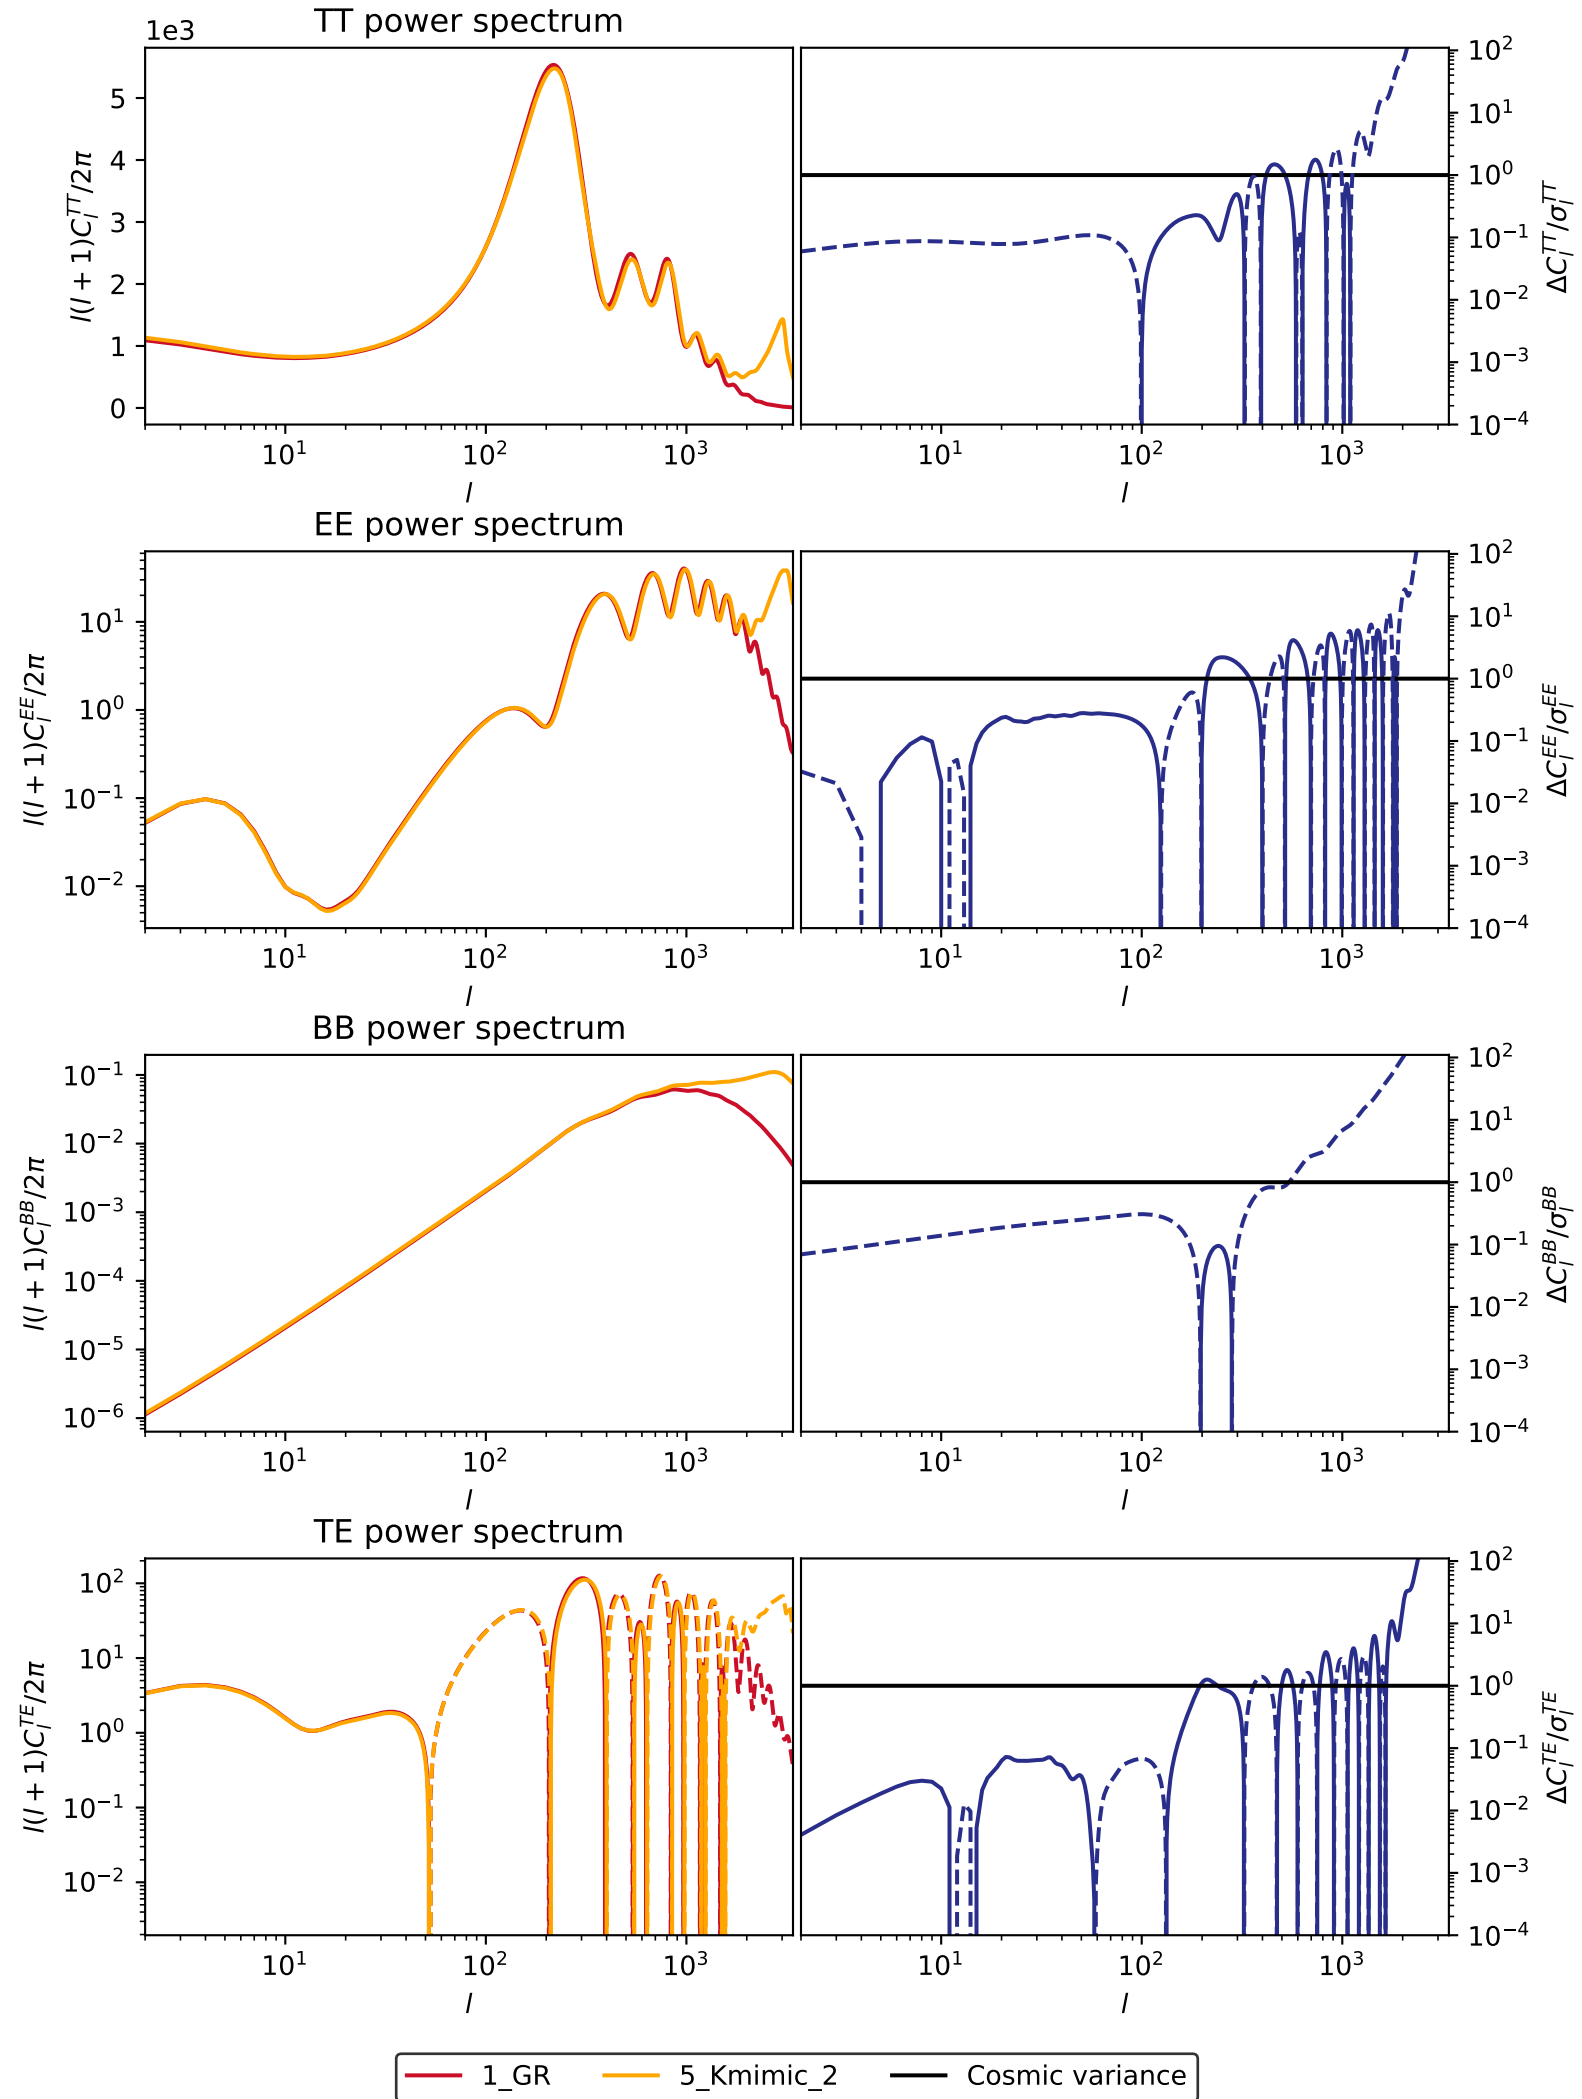 TT power spectrum
1e3
5
4
3
2
1
0
l(l + 1)C_l^{TT}/2π
10^1 10^2 10^3
l
10^2
10^1
10^0
10^{-1}
10^{-2}
10^{-3}
10^{-4}
ΔC_l^{TT}/σ_l^{TT}
10^1 10^2 10^3
l
EE power spectrum
10^1
10^0
10^{-1}
10^{-2}
l(l + 1)C_l^{EE}/2π
10^1 10^2 10^3
l
10^2
10^1
10^0
10^{-1}
10^{-2}
10^{-3}
10^{-4}
ΔC_l^{EE}/σ_l^{EE}
10^1 10^2 10^3
l
BB power spectrum
10^{-1}
10^{-2}
10^{-3}
10^{-4}
10^{-5}
10^{-6}
l(l + 1)C_l^{BB}/2π
10^1 10^2 10^3
l
10^2
10^1
10^0
10^{-1}
10^{-2}
10^{-3}
10^{-4}
ΔC_l^{BB}/σ_l^{BB}
10^1 10^2 10^3
l
TE power spectrum
10^2
10^1
10^0
10^{-1}
10^{-2}
l(l + 1)C_l^{TE}/2π
10^1 10^2 10^3
l
10^2
10^1
10^0
10^{-1}
10^{-2}
10^{-3}
10^{-4}
ΔC_l^{TE}/σ_l^{TE}
10^1 10^2 10^3
l
1_GR 5_Kmimic_2 Cosmic variance